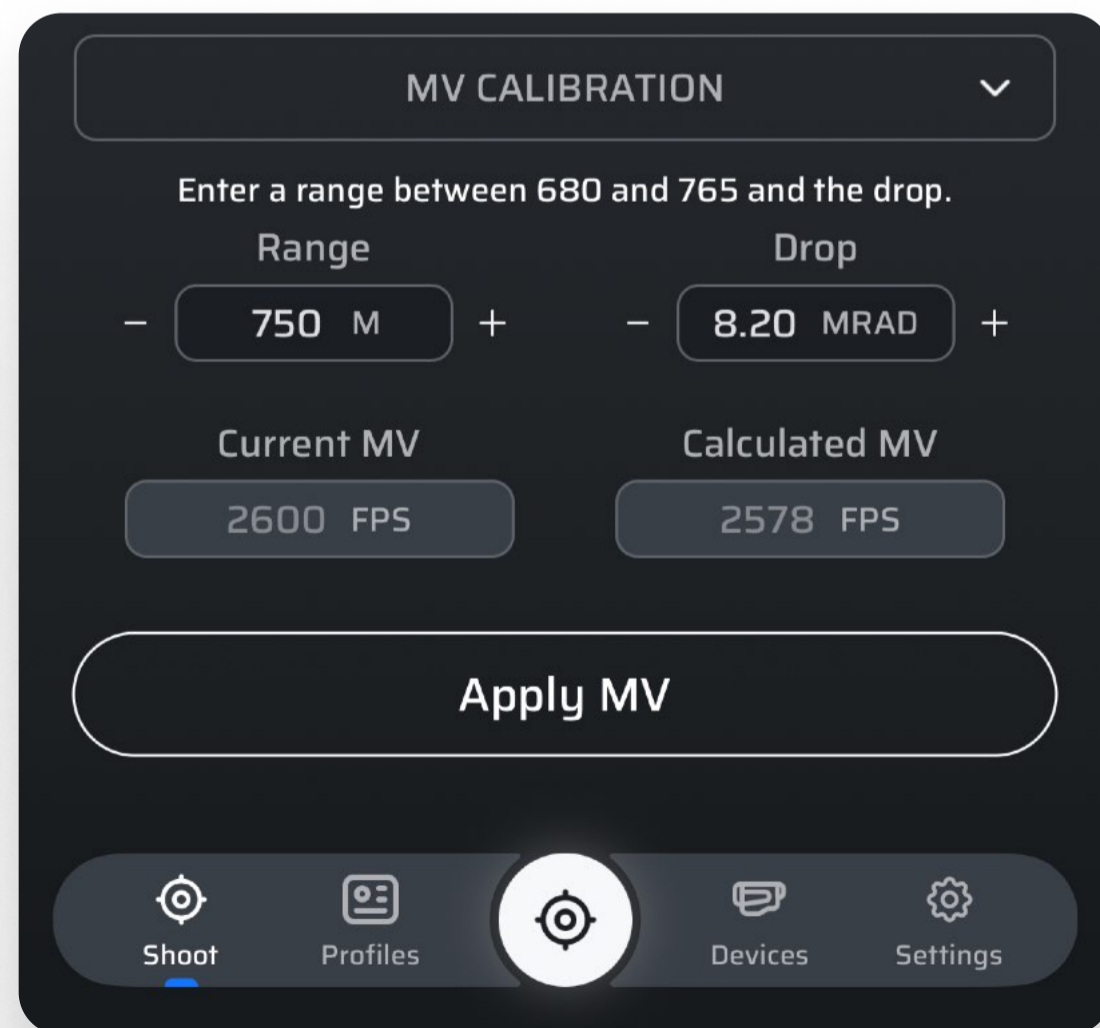 MV CALIBRATION
Enter a range between 680 and 765 and the drop.
Range Drop
− 750 M + − 8.20 MRAD +
Current MV Calculated MV
2600 FPS 2578 FPS
Apply MV
Shoot Profiles Devices Settings